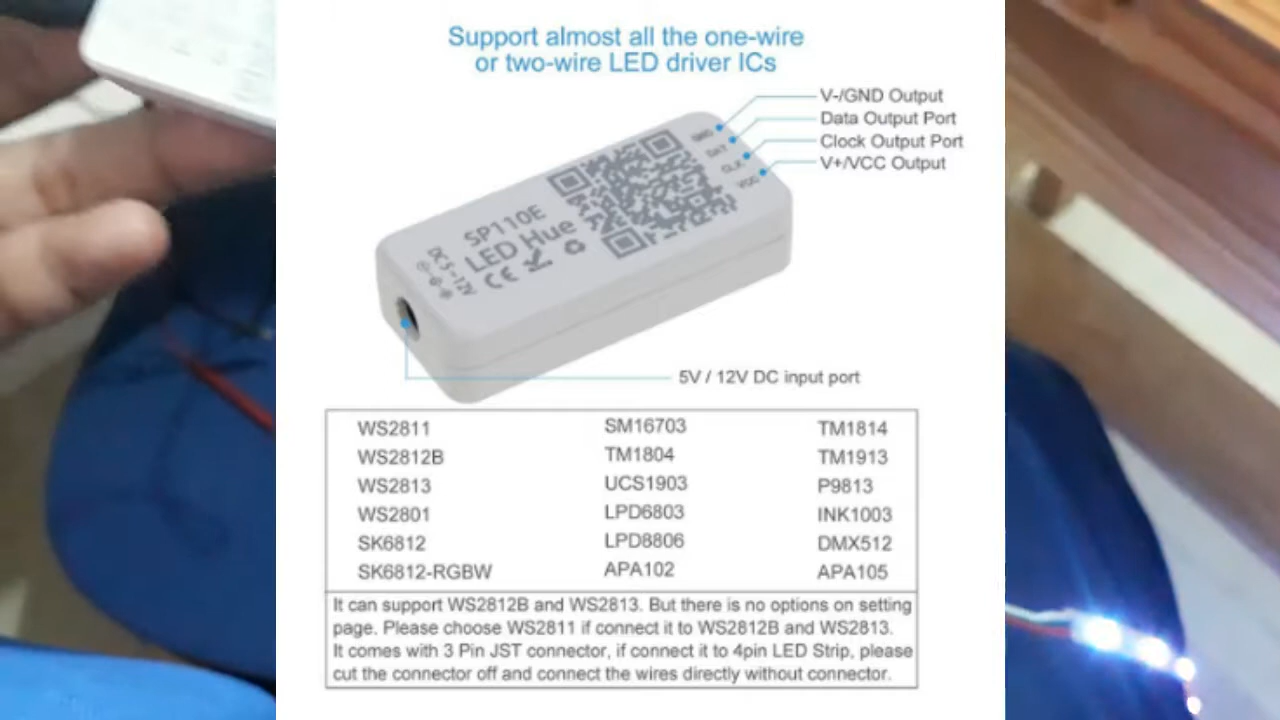 Support almost all the one-wire
or two-wire LED driver ICs
V-/GND Output
Data Output Port
Clock Output Port
V+/VCC Output
GND
DAT
CLK
VCC
SP110E
LED Hue
DC5~12V
CE
5V / 12V DC input port
WS2811 SM16703 TM1814
WS2812B TM1804 TM1913
WS2813 UCS1903 P9813
WS2801 LPD6803 INK1003
SK6812 LPD8806 DMX512
SK6812-RGBW APA102 APA105
It can support WS2812B and WS2813. But there is no options on setting
page. Please choose WS2811 if connect it to WS2812B and WS2813.
It comes with 3 Pin JST connector, if connect it to 4pin LED Strip, please
cut the connector off and connect the wires directly without connector.